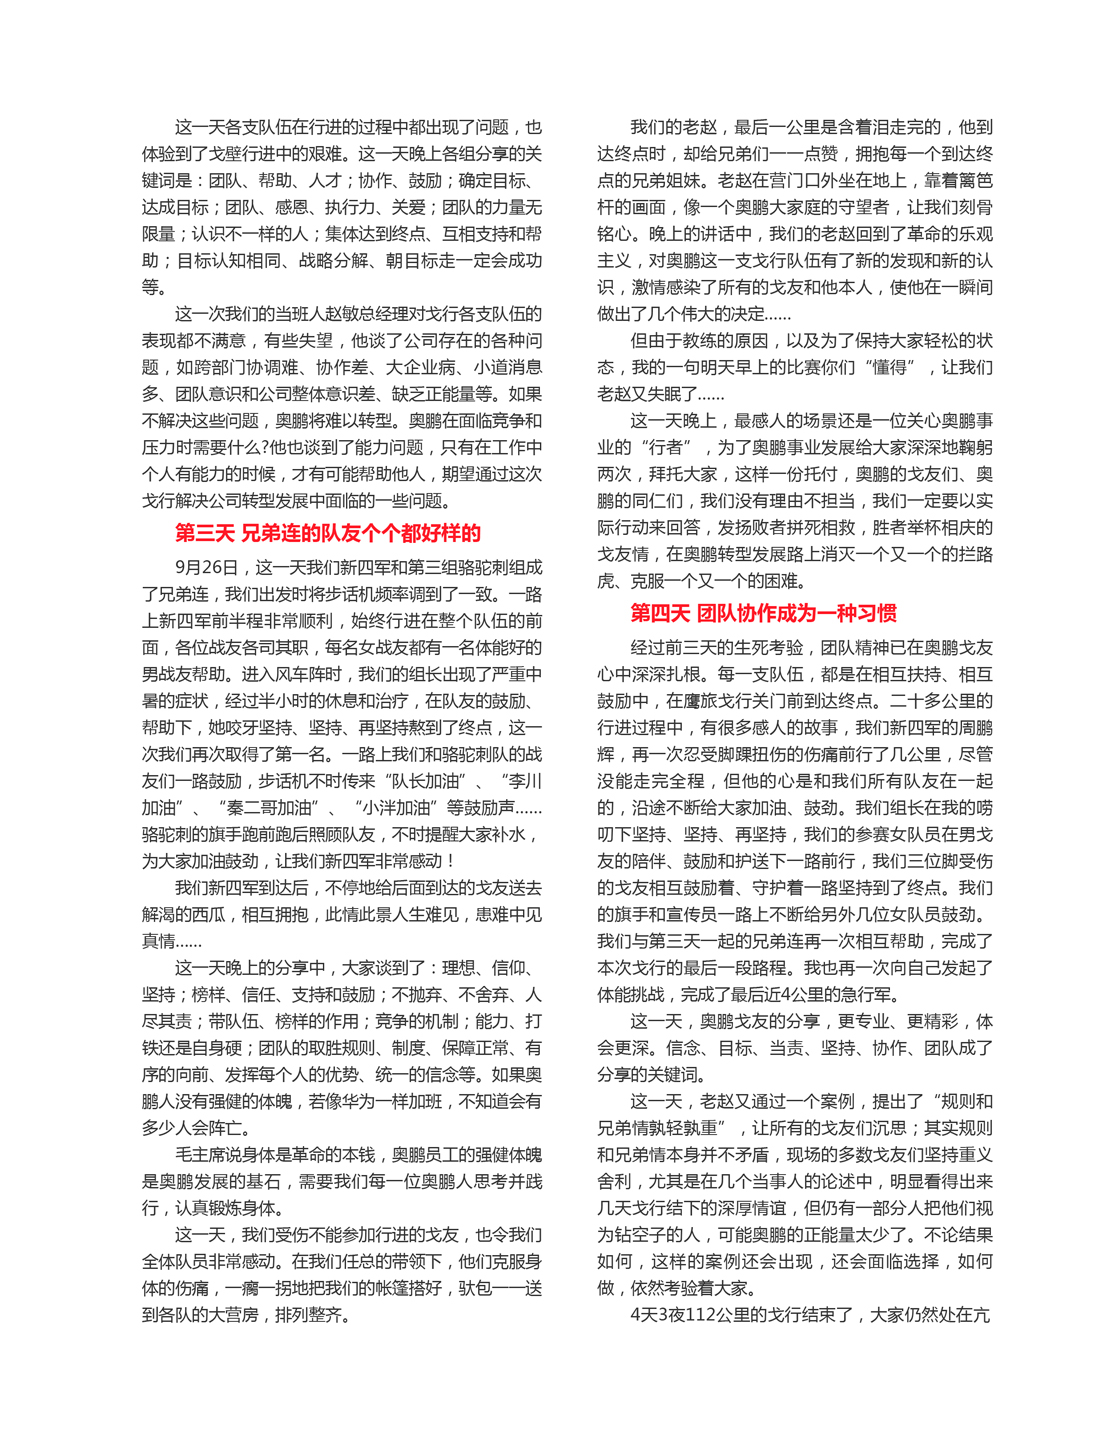 这一天各支队伍在行进的过程中都出现了问题，也
体验到了戈壁行进中的艰难。这一天晚上各组分享的关
键词是：团队、帮助、人才；协作、鼓励；确定目标、
达成目标；团队、感恩、执行力、关爱；团队的力量无
限量；认识不一样的人；集体达到终点、互相支持和帮
助；目标认知相同、战略分解、朝目标走一定会成功
等。
这一次我们的当班人赵敏总经理对戈行各支队伍的
表现都不满意，有些失望，他谈了公司存在的各种问
题，如跨部门协调难、协作差、大企业病、小道消息
多、团队意识和公司整体意识差、缺乏正能量等。如果
不解决这些问题，奥鹏将难以转型。奥鹏在面临竞争和
压力时需要什么?他也谈到了能力问题，只有在工作中
个人有能力的时候，才有可能帮助他人，期望通过这次
戈行解决公司转型发展中面临的一些问题。
第三天 兄弟连的队友个个都好样的
9月26日，这一天我们新四军和第三组骆驼刺组成
了兄弟连，我们出发时将步话机频率调到了一致。一路
上新四军前半程非常顺利，始终行进在整个队伍的前
面，各位战友各司其职，每名女战友都有一名体能好的
男战友帮助。进入风车阵时，我们的组长出现了严重中
暑的症状，经过半小时的休息和治疗，在队友的鼓励、
帮助下，她咬牙坚持、坚持、再坚持熬到了终点，这一
次我们再次取得了第一名。一路上我们和骆驼刺队的战
友们一路鼓励，步话机不时传来“队长加油”、“李川
加油”、“秦二哥加油”、“小泮加油”等鼓励声……
骆驼刺的旗手跑前跑后照顾队友，不时提醒大家补水，
为大家加油鼓劲，让我们新四军非常感动！
我们新四军到达后，不停地给后面到达的戈友送去
解渴的西瓜，相互拥抱，此情此景人生难见，患难中见
真情……
这一天晚上的分享中，大家谈到了：理想、信仰、
坚持；榜样、信任、支持和鼓励；不抛弃、不舍弃、人
尽其责；带队伍、榜样的作用；竞争的机制；能力、打
铁还是自身硬；团队的取胜规则、制度、保障正常、有
序的向前、发挥每个人的优势、统一的信念等。如果奥
鹏人没有强健的体魄，若像华为一样加班，不知道会有
多少人会阵亡。
毛主席说身体是革命的本钱，奥鹏员工的强健体魄
是奥鹏发展的基石，需要我们每一位奥鹏人思考并践
行，认真锻炼身体。
这一天，我们受伤不能参加行进的戈友，也令我们
全体队员非常感动。在我们任总的带领下，他们克服身
体的伤痛，一瘸一拐地把我们的帐篷搭好，驮包一一送
到各队的大营房，排列整齐。
我们的老赵，最后一公里是含着泪走完的，他到
达终点时，却给兄弟们一一点赞，拥抱每一个到达终
点的兄弟姐妹。老赵在营门口外坐在地上，靠着篱笆
杆的画面，像一个奥鹏大家庭的守望者，让我们刻骨
铭心。晚上的讲话中，我们的老赵回到了革命的乐观
主义，对奥鹏这一支戈行队伍有了新的发现和新的认
识，激情感染了所有的戈友和他本人，使他在一瞬间
做出了几个伟大的决定……
但由于教练的原因，以及为了保持大家轻松的状
态，我的一句明天早上的比赛你们“懂得”，让我们
老赵又失眠了……
这一天晚上，最感人的场景还是一位关心奥鹏事
业的“行者”，为了奥鹏事业发展给大家深深地鞠躬
两次，拜托大家，这样一份托付，奥鹏的戈友们、奥
鹏的同仁们，我们没有理由不担当，我们一定要以实
际行动来回答，发扬败者拼死相救，胜者举杯相庆的
戈友情，在奥鹏转型发展路上消灭一个又一个的拦路
虎、克服一个又一个的困难。
第四天 团队协作成为一种习惯
经过前三天的生死考验，团队精神已在奥鹏戈友
心中深深扎根。每一支队伍，都是在相互扶持、相互
鼓励中，在鹰旅戈行关门前到达终点。二十多公里的
行进过程中，有很多感人的故事，我们新四军的周鹏
辉，再一次忍受脚踝扭伤的伤痛前行了几公里，尽管
没能走完全程，但他的心是和我们所有队友在一起
的，沿途不断给大家加油、鼓劲。我们组长在我的唠
叨下坚持、坚持、再坚持，我们的参赛女队员在男戈
友的陪伴、鼓励和护送下一路前行，我们三位脚受伤
的戈友相互鼓励着、守护着一路坚持到了终点。我们
的旗手和宣传员一路上不断给另外几位女队员鼓劲。
我们与第三天一起的兄弟连再一次相互帮助，完成了
本次戈行的最后一段路程。我也再一次向自己发起了
体能挑战，完成了最后近4公里的急行军。
这一天，奥鹏戈友的分享，更专业、更精彩，体
会更深。信念、目标、当责、坚持、协作、团队成了
分享的关键词。
这一天，老赵又通过一个案例，提出了“规则和
兄弟情孰轻孰重”，让所有的戈友们沉思；其实规则
和兄弟情本身并不矛盾，现场的多数戈友们坚持重义
舍利，尤其是在几个当事人的论述中，明显看得出来
几天戈行结下的深厚情谊，但仍有一部分人把他们视
为钻空子的人，可能奥鹏的正能量太少了。不论结果
如何，这样的案例还会出现，还会面临选择，如何
做，依然考验着大家。
4天3夜112公里的戈行结束了，大家仍然处在亢